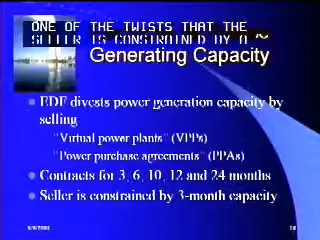 ONE OF THE TWISTS THAT THE
SELLER IS CONSTRAINED BY A ~
Generating Capacity
EDF divests power generation capacity by
selling
"Virtual power plants" (VPPs)
"Power purchase agreements" (PPAs)
Contracts for 3, 6, 10, 12 and 24 months
Seller is constrained by 3-month capacity
18